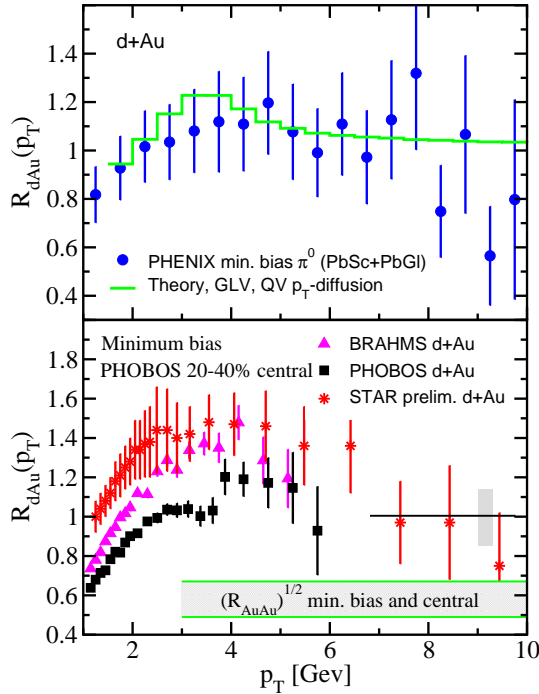 d+Au
1.6
1.4
1.2
1
0.8
0.6
0.4
R_dAu(p_T)
PHENIX min. bias π^0 (PbSc+PbGl)
Theory, GLV, QV p_T-diffusion
Minimum bias
PHOBOS 20-40% central
BRAHMS d+Au
PHOBOS d+Au
STAR prelim. d+Au
1.8
1.6
1.4
1.2
1
0.8
0.6
0.4
R_dAu(p_T)
(R_AuAu)^1/2 min. bias and central
2 4 6 8 10
p_T [Gev]